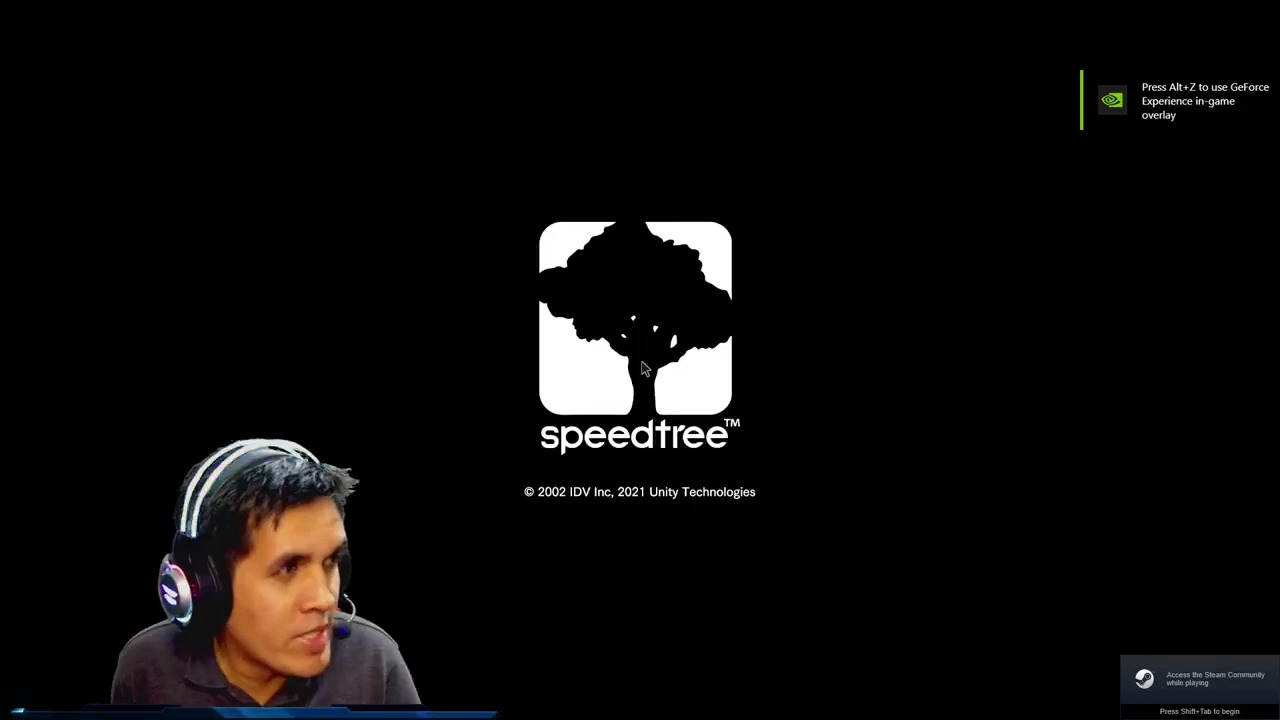 Press Alt+Z to use GeForce
Experience in-game
overlay
speedtree™
© 2002 IDV Inc, 2021 Unity Technologies
Access the Steam Community
while playing
Press Shift+Tab to begin